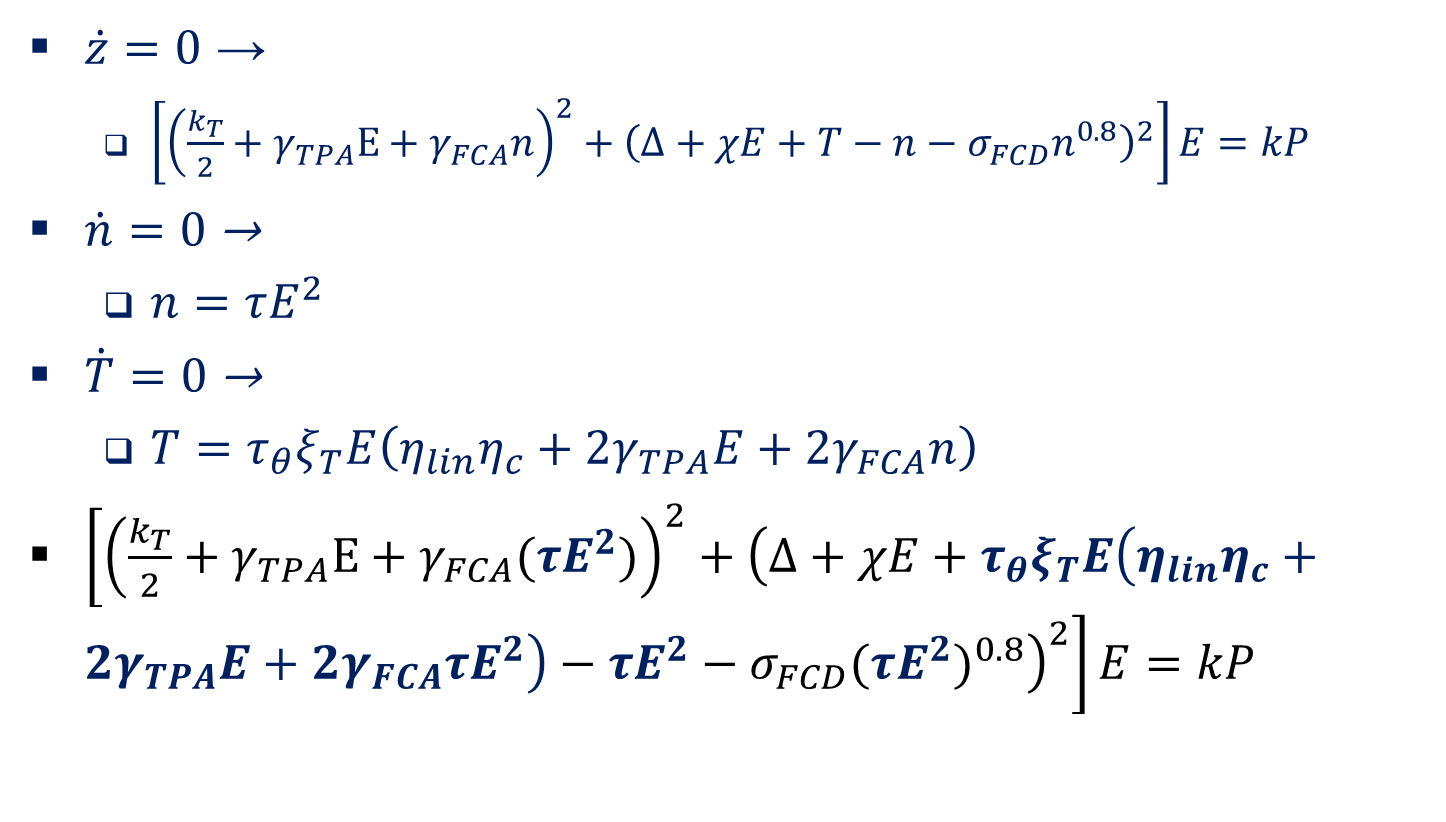 ▪ ż = 0 →
❑ [(k_T/2 + γ_TPA E + γ_FCA n)² + (Δ + χE + T − n − σ_FCD n^0.8)²] E = kP
▪ ṅ = 0 →
❑ n = τE²
▪ Ṫ = 0 →
❑ T = τ_θ ξ_T E(η_lin η_c + 2γ_TPA E + 2γ_FCA n)
▪ [(k_T/2 + γ_TPA E + γ_FCA (τE²))² + (Δ + χE + τ_θ ξ_T E(η_lin η_c +
2γ_TPA E + 2γ_FCA τE²) − τE² − σ_FCD (τE²)^0.8)²] E = kP